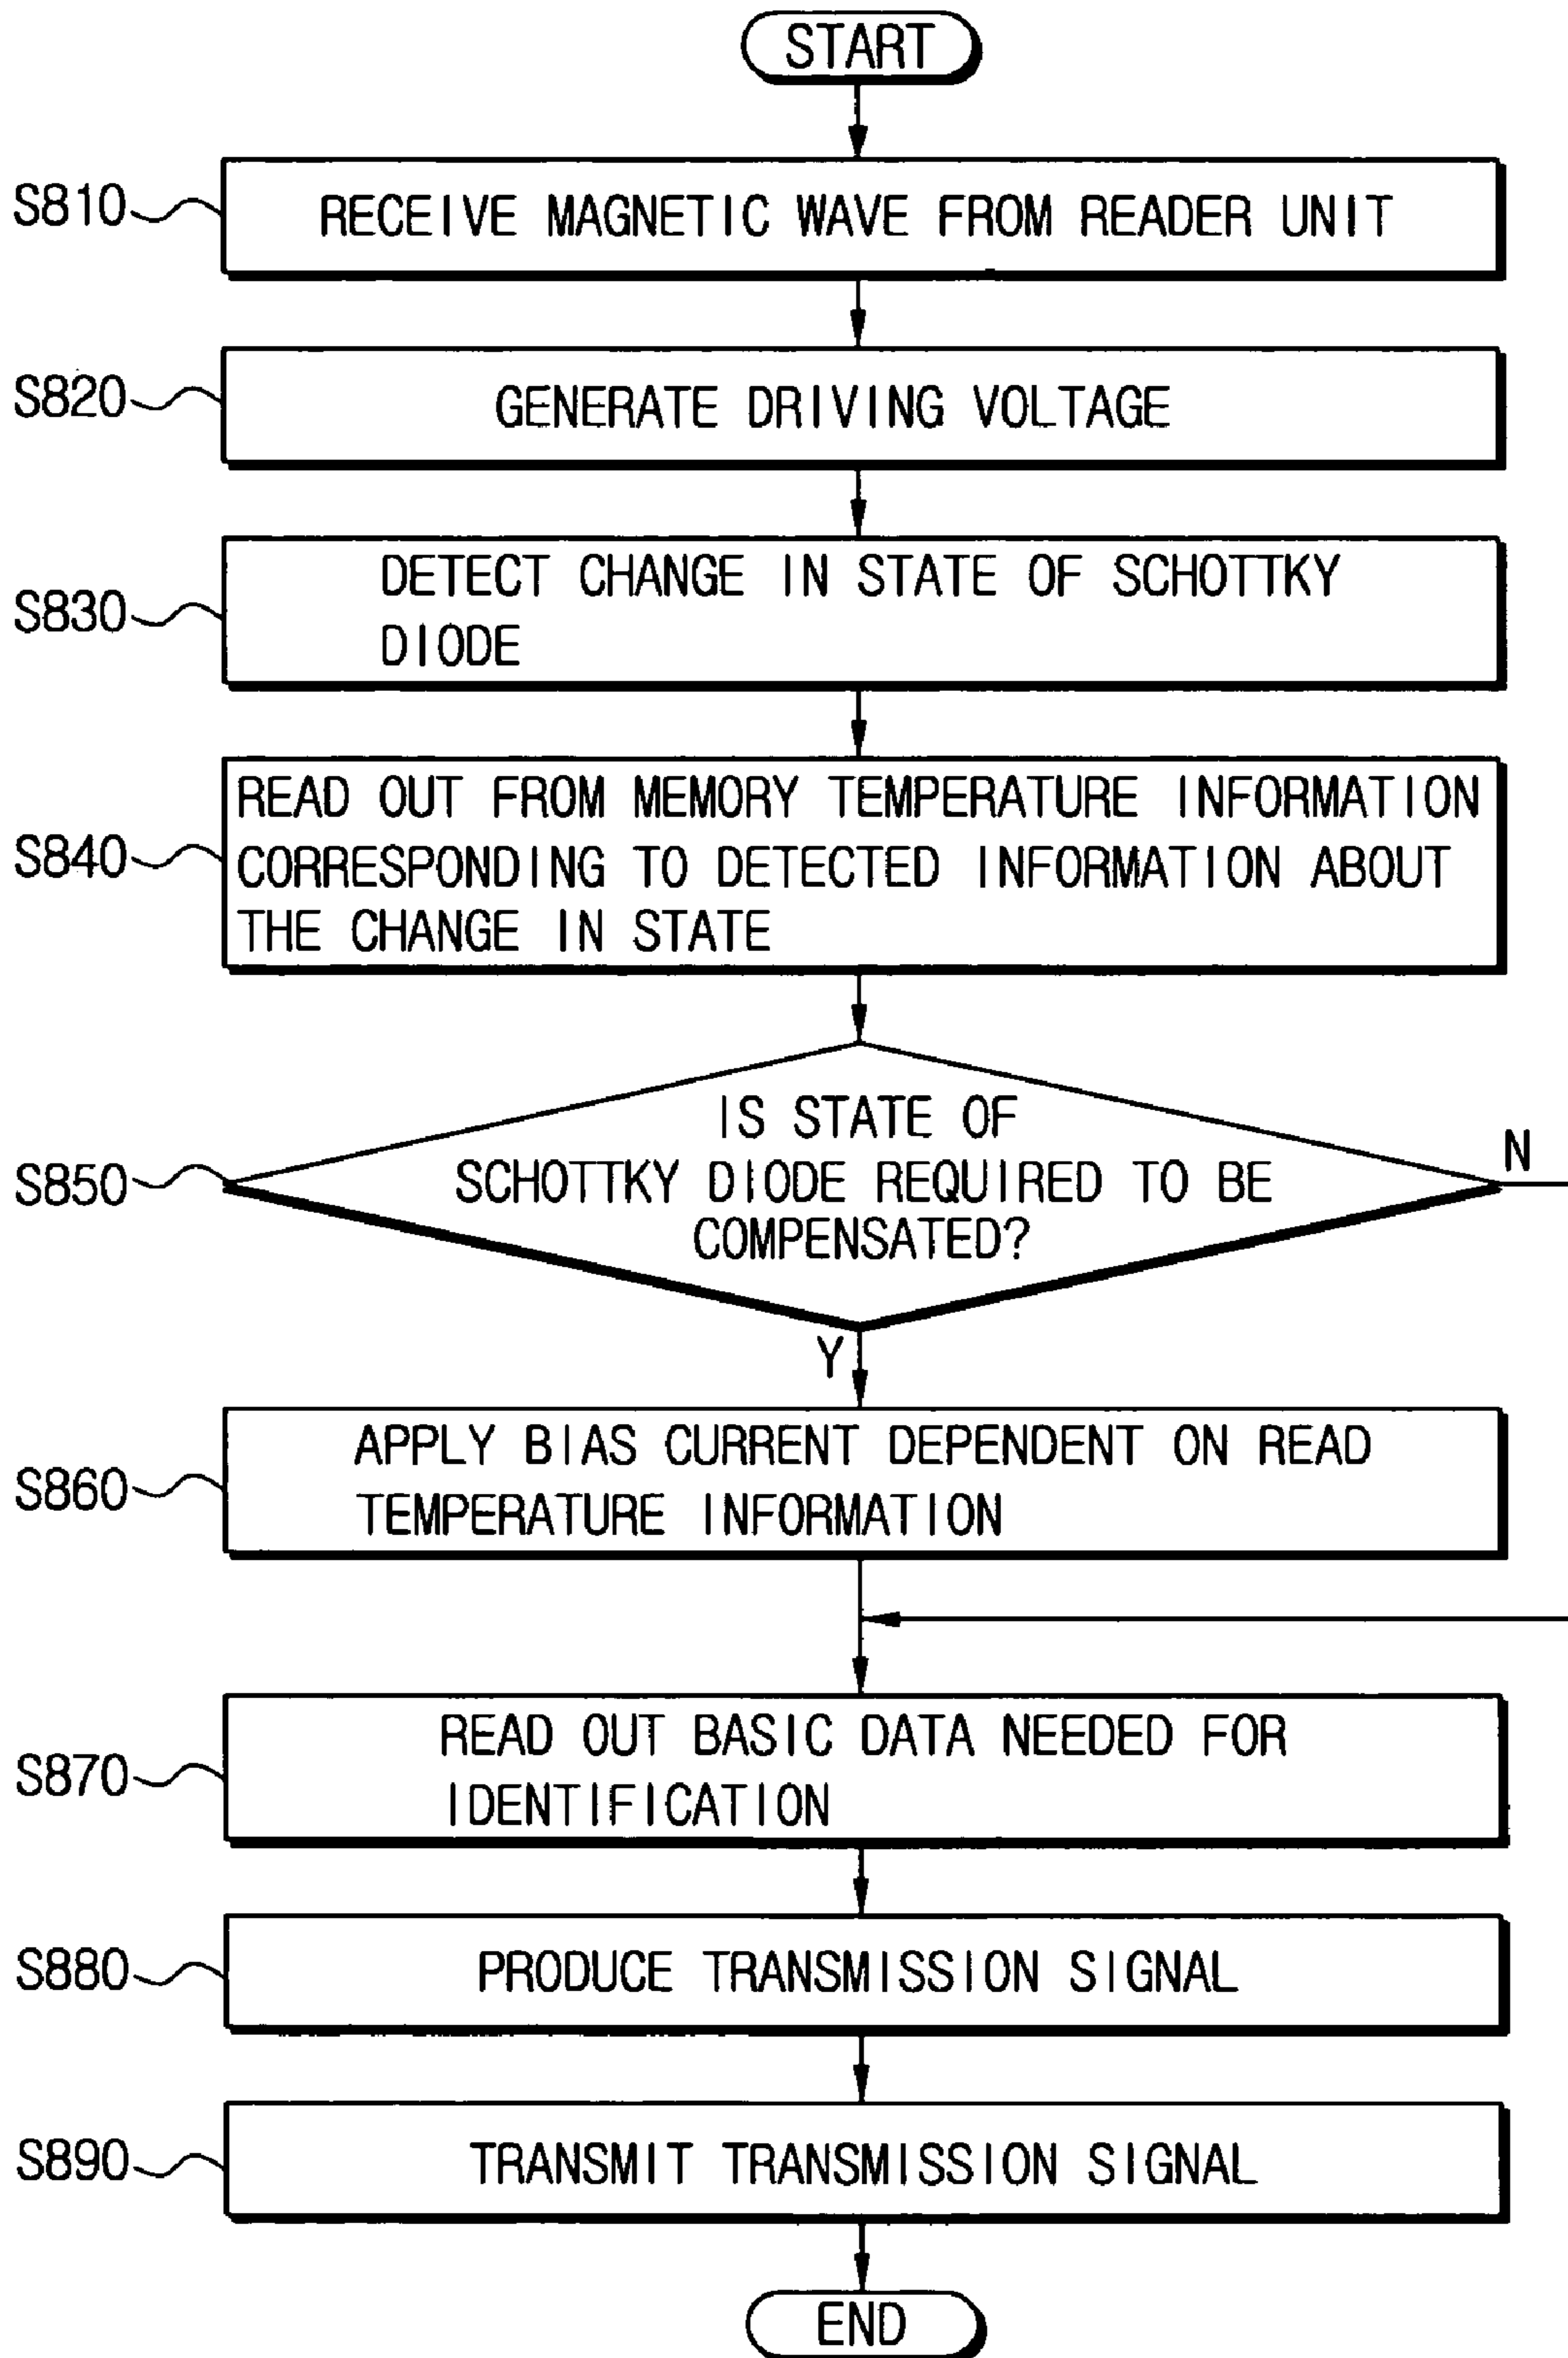 START
S810
RECEIVE MAGNETIC WAVE FROM READER UNIT
S820
GENERATE DRIVING VOLTAGE
S830
DETECT CHANGE IN STATE OF SCHOTTKY
DIODE
S840
READ OUT FROM MEMORY TEMPERATURE INFORMATION
CORRESPONDING TO DETECTED INFORMATION ABOUT
THE CHANGE IN STATE
S850
IS STATE OF
SCHOTTKY DIODE REQUIRED TO BE
COMPENSATED?
N
Y
S860
APPLY BIAS CURRENT DEPENDENT ON READ
TEMPERATURE INFORMATION
S870
READ OUT BASIC DATA NEEDED FOR
IDENTIFICATION
S880
PRODUCE TRANSMISSION SIGNAL
S890
TRANSMIT TRANSMISSION SIGNAL
END